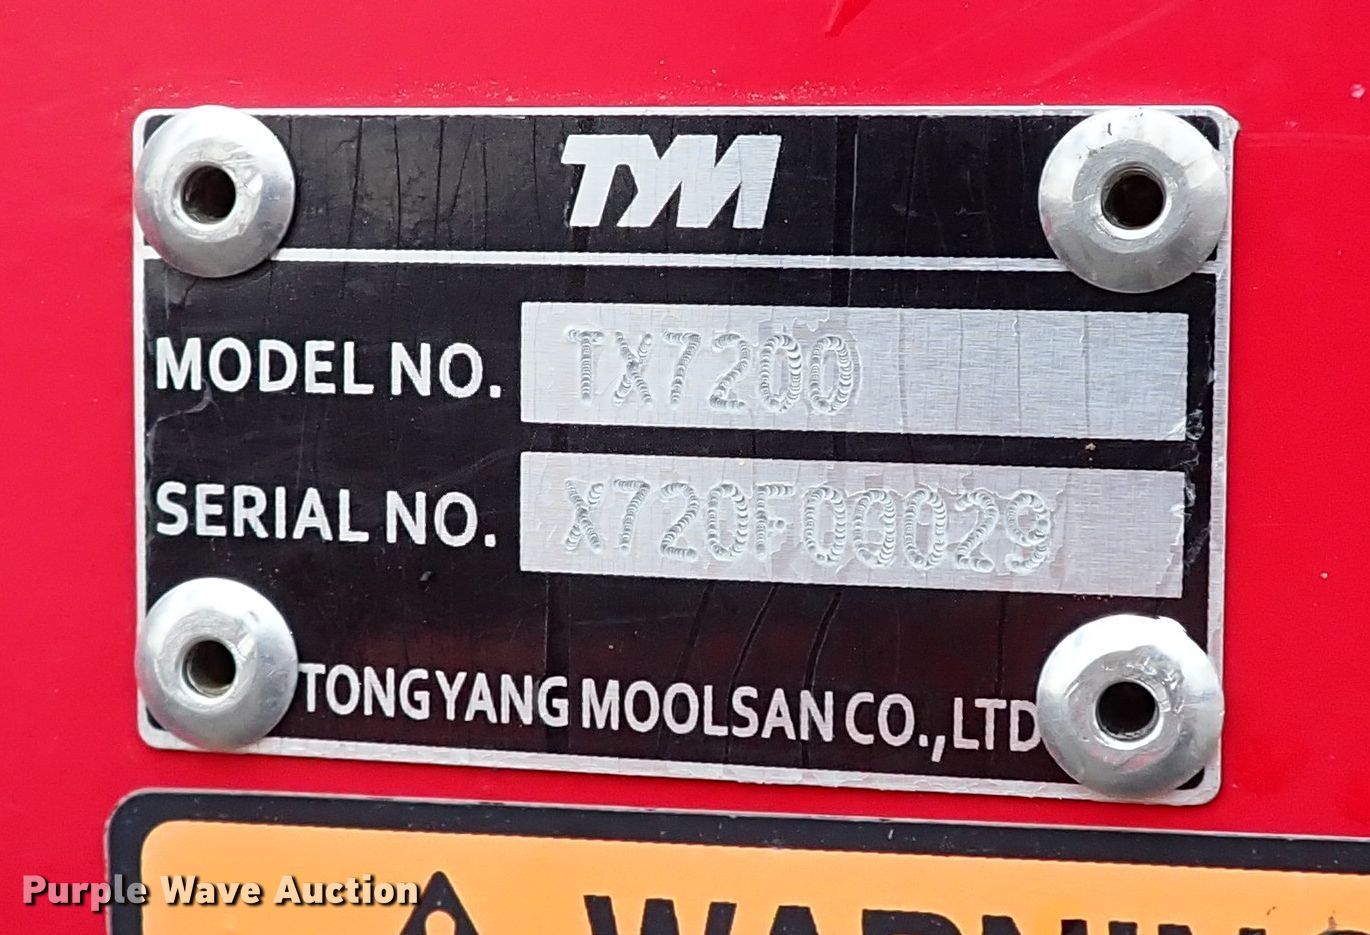 TYM
MODEL NO. TX7200
SERIAL NO. X720F00029
TONGYANG MOOLSAN CO.,LTD
Purple Wave Auction